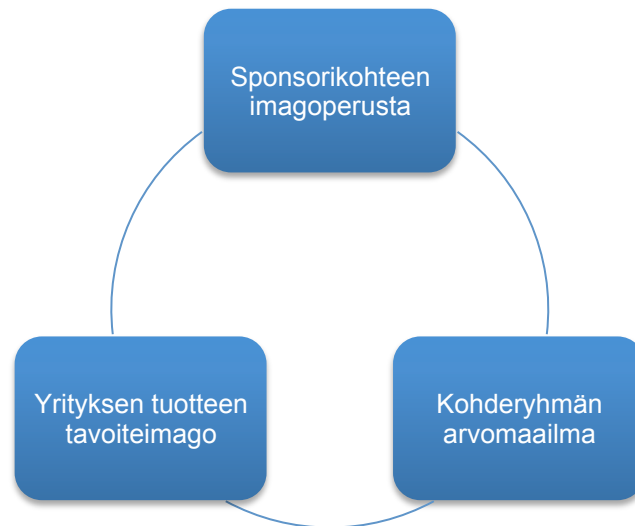 Sponsorikohteen
imagoperusta
Yrityksen tuotteen
tavoiteimago
Kohderyhmän
arvomaailma